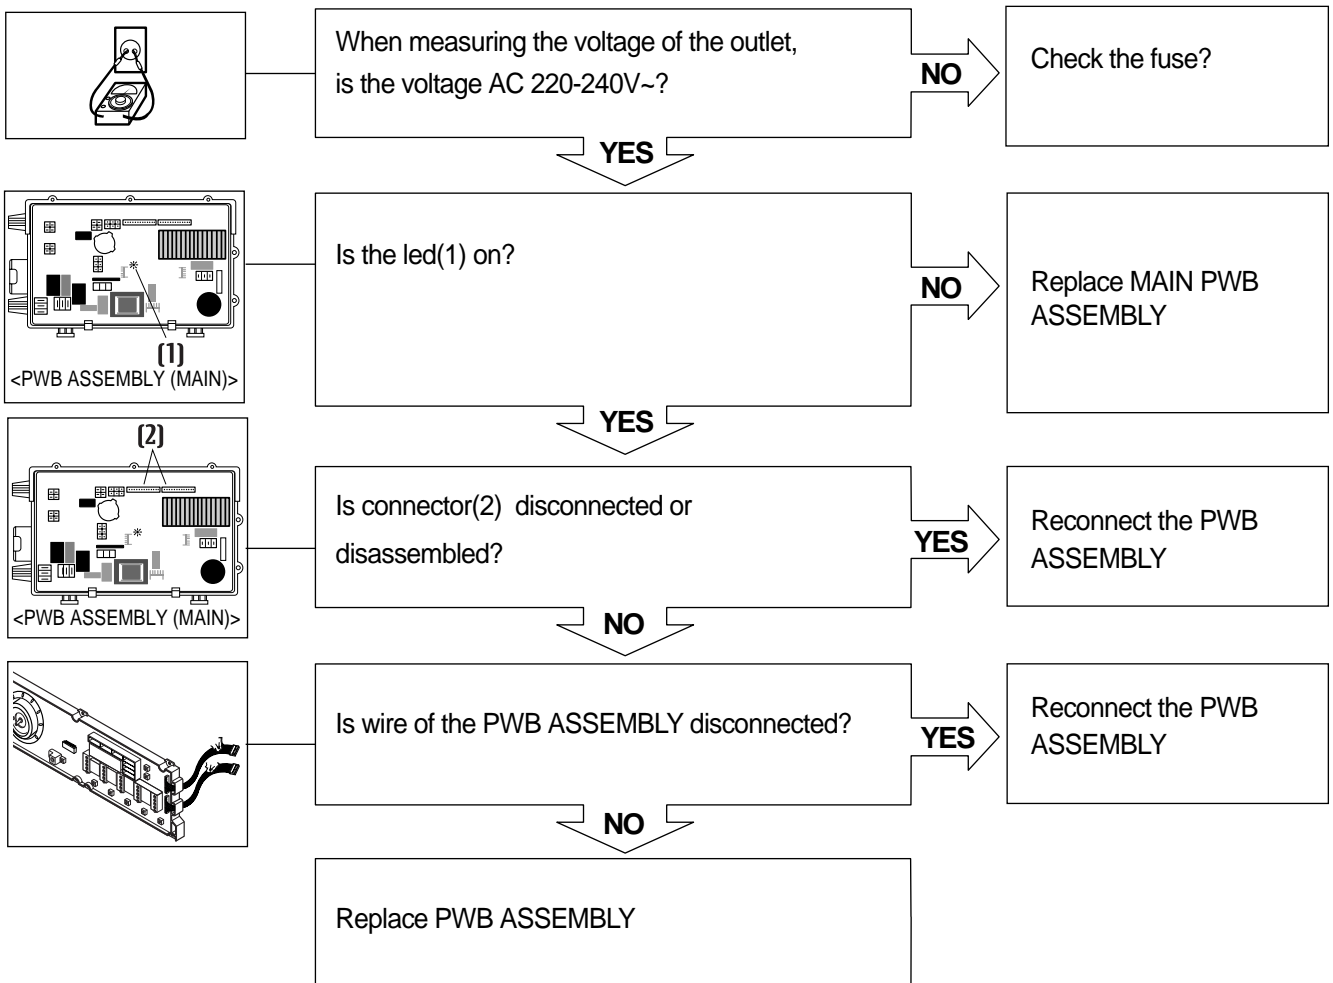 When measuring the voltage of the outlet,
is the voltage AC 220-240V~?
NO
Check the fuse?
YES
Is the led(1) on?
NO
Replace MAIN PWB
ASSEMBLY
(1)
<PWB ASSEMBLY (MAIN)>
YES
(2)
Is connector(2) disconnected or
disassembled?
YES
Reconnect the PWB
ASSEMBLY
<PWB ASSEMBLY (MAIN)>
NO
Is wire of the PWB ASSEMBLY disconnected?
YES
Reconnect the PWB
ASSEMBLY
NO
Replace PWB ASSEMBLY